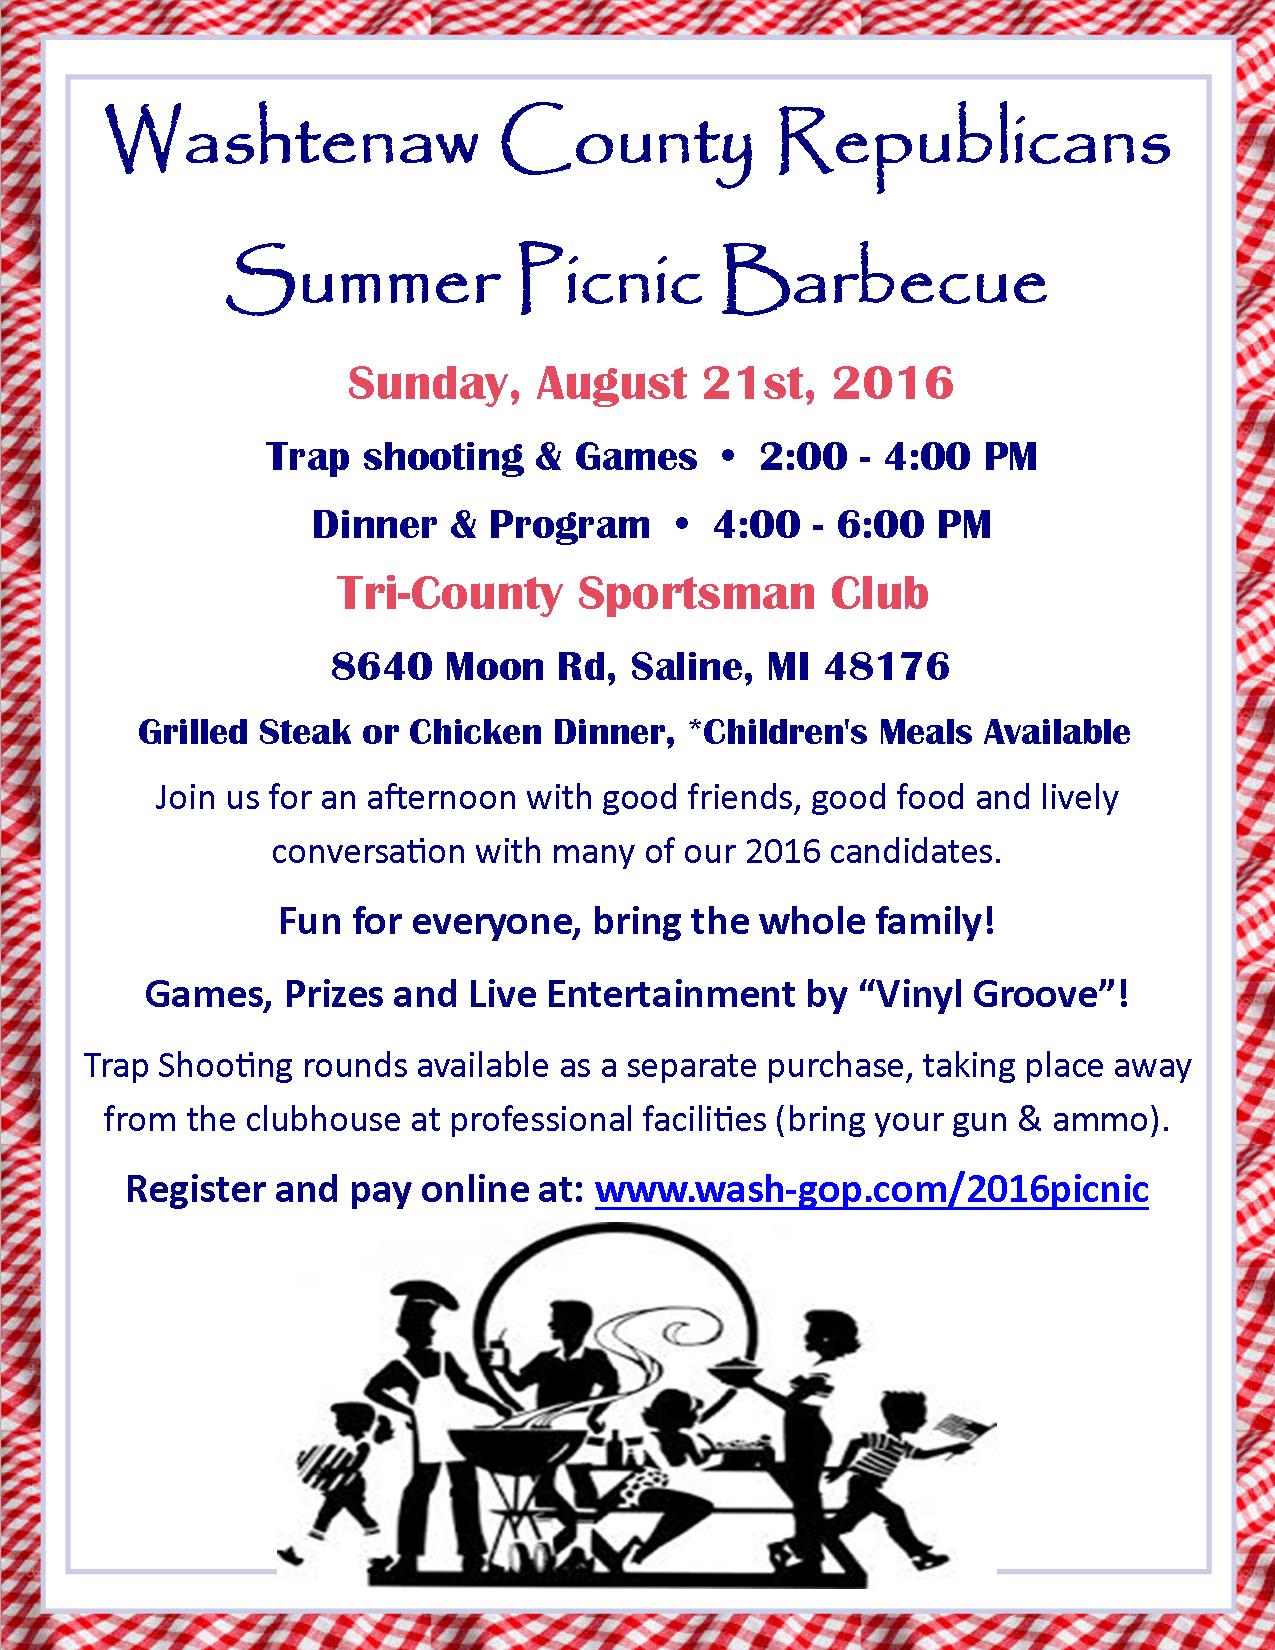 Washtenaw County Republicans
Summer Picnic Barbecue
Sunday, August 21st, 2016
Trap shooting & Games • 2:00 - 4:00 PM
Dinner & Program • 4:00 - 6:00 PM
Tri-County Sportsman Club
8640 Moon Rd, Saline, MI 48176
Grilled Steak or Chicken Dinner, *Children's Meals Available
Join us for an afternoon with good friends, good food and lively
conversation with many of our 2016 candidates.
Fun for everyone, bring the whole family!
Games, Prizes and Live Entertainment by “Vinyl Groove”!
Trap Shooting rounds available as a separate purchase, taking place away
from the clubhouse at professional facilities (bring your gun & ammo).
Register and pay online at: www.wash-gop.com/2016picnic